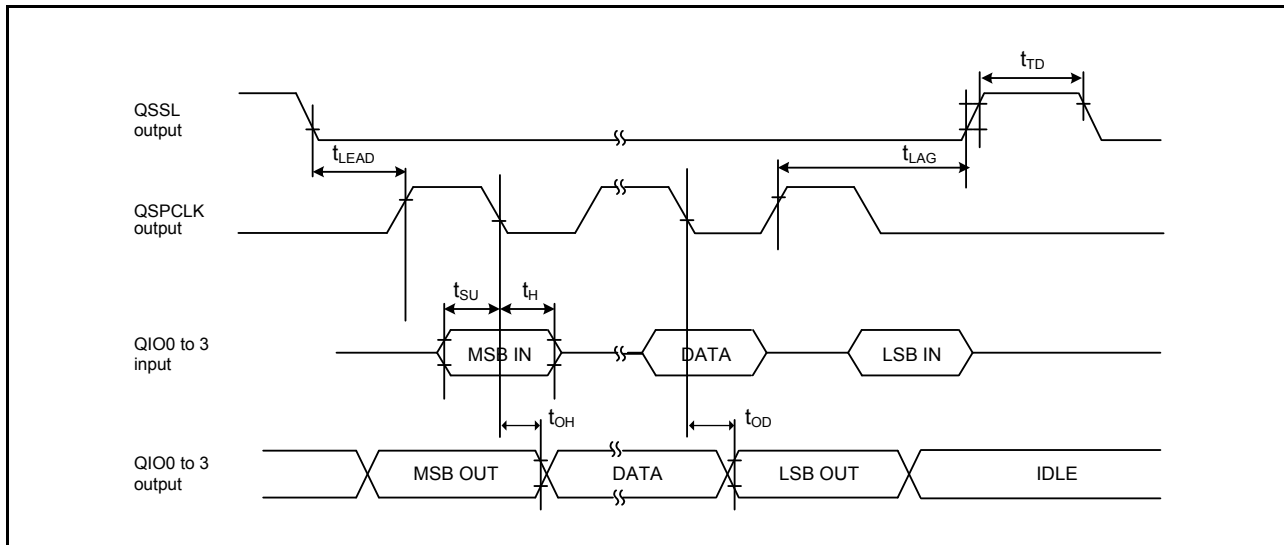 QSSL
output
tTD
tLEAD
tLAG
QSPCLK
output
tSU
tH
QIO0 to 3
input
MSB IN
DATA
LSB IN
tOH
tOD
QIO0 to 3
output
MSB OUT
DATA
LSB OUT
IDLE